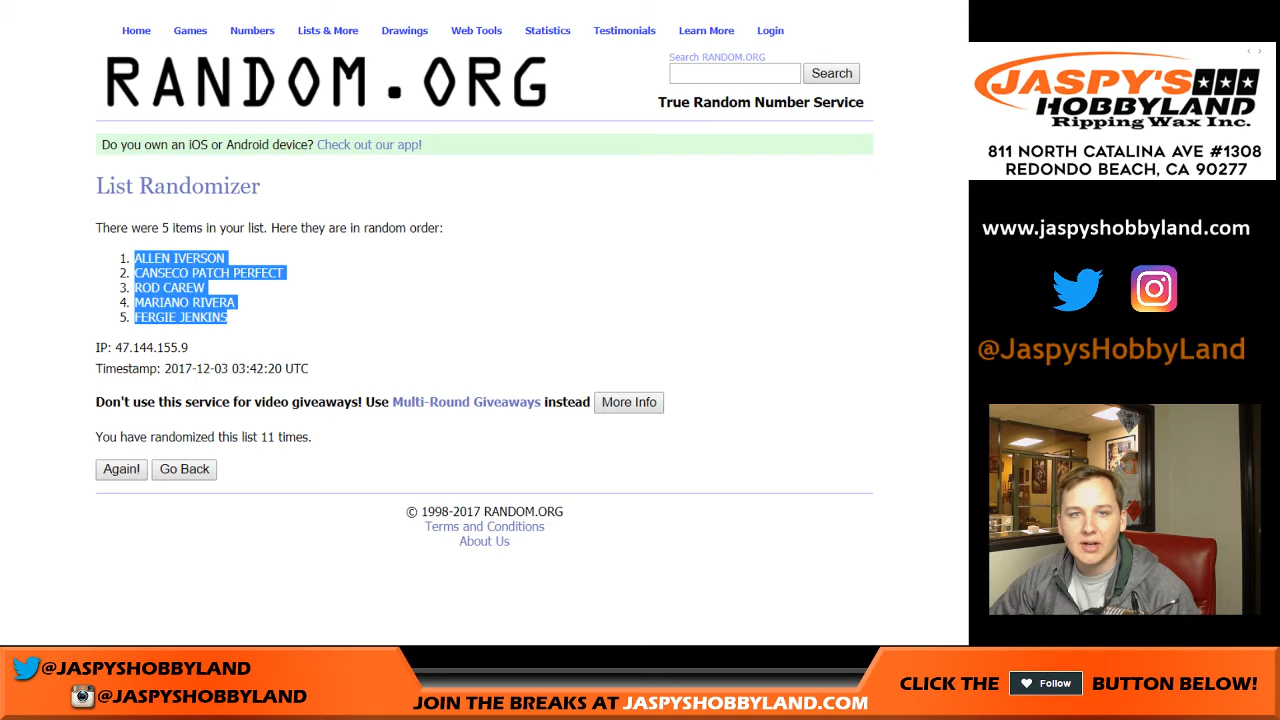 Home Games Numbers Lists & More Drawings Web Tools Statistics Testimonials Learn More Login
RANDOM.ORG
Search RANDOM.ORG
Search
True Random Number Service
Do you own an iOS or Android device? Check out our app!
List Randomizer
There were 5 items in your list. Here they are in random order:
1. ALLEN IVERSON
2. CANSECO PATCH PERFECT
3. ROD CAREW
4. MARIANO RIVERA
5. FERGIE JENKINS
IP: 47.144.155.9
Timestamp: 2017-12-03 03:42:20 UTC
Don't use this service for video giveaways! Use Multi-Round Giveaways instead More Info
You have randomized this list 11 times.
Again! Go Back
© 1998-2017 RANDOM.ORG
Terms and Conditions
About Us
JASPY'S
HOBBYLAND
Ripping Wax Inc.
811 NORTH CATALINA AVE #1308
REDONDO BEACH, CA 90277
www.jaspyshobbyland.com
@JaspysHobbyLand
@JASPYSHOBBYLAND
@JASPYSHOBBYLAND
JOIN THE BREAKS AT JASPYSHOBBYLAND.COM
CLICK THE Follow BUTTON BELOW!